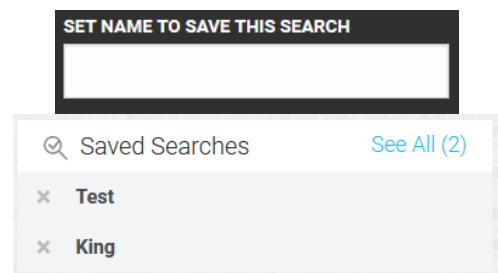 SET NAME TO SAVE THIS SEARCH
Saved Searches See All (2)
Test
King